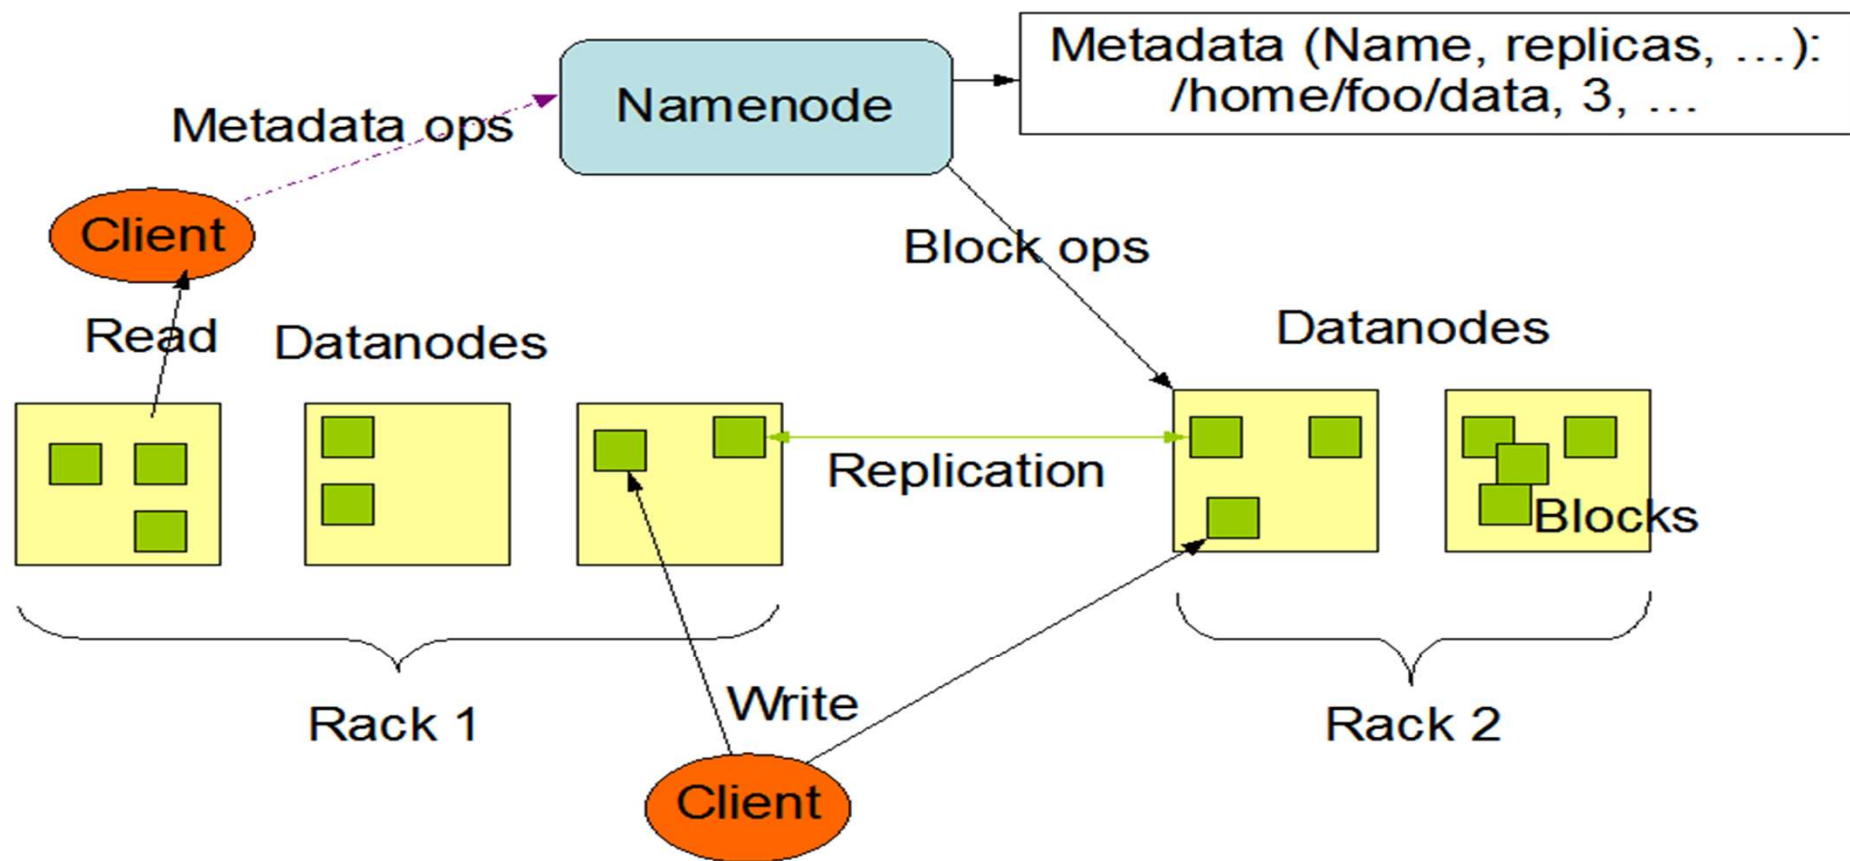 Metadata (Name, replicas, …):
/home/foo/data, 3, …
Namenode
Metadata ops
Client
Block ops
Read
Datanodes
Datanodes
Replication
Blocks
Rack 1
Write
Rack 2
Client